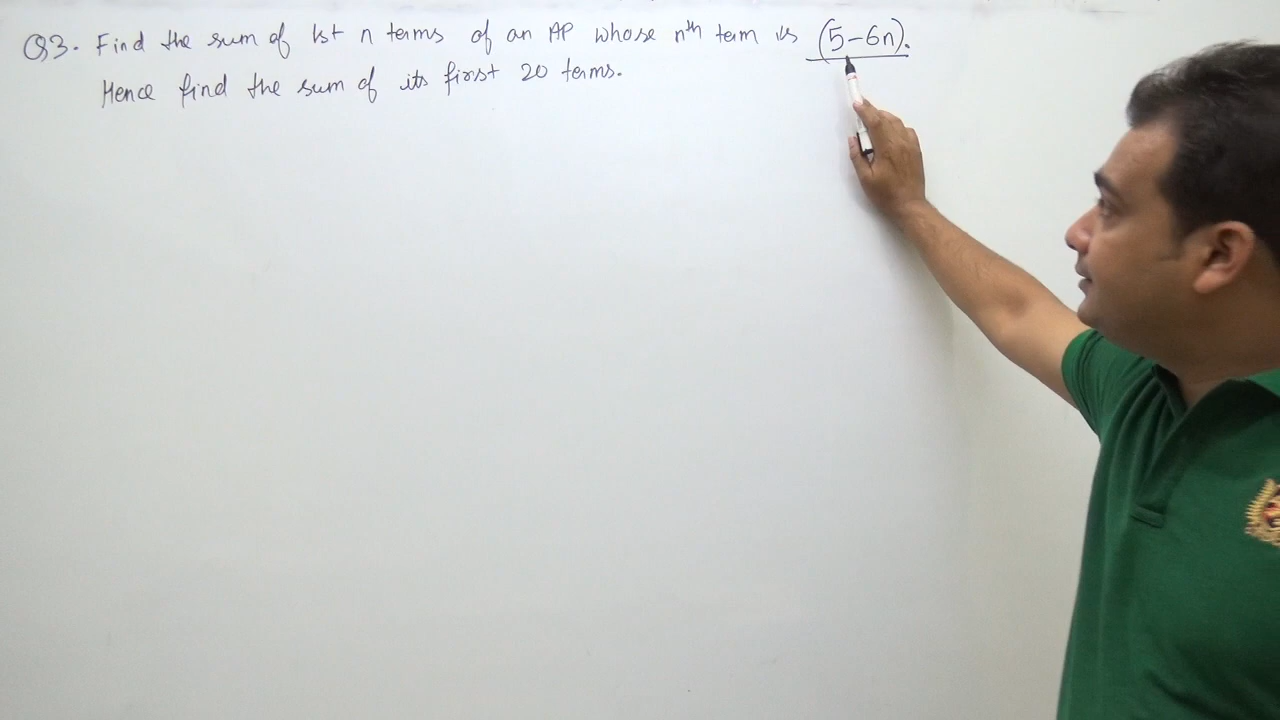 Q3. Find the sum of 1st n terms of an AP whose nth term is (5-6n).
Hence find the sum of its first 20 terms.